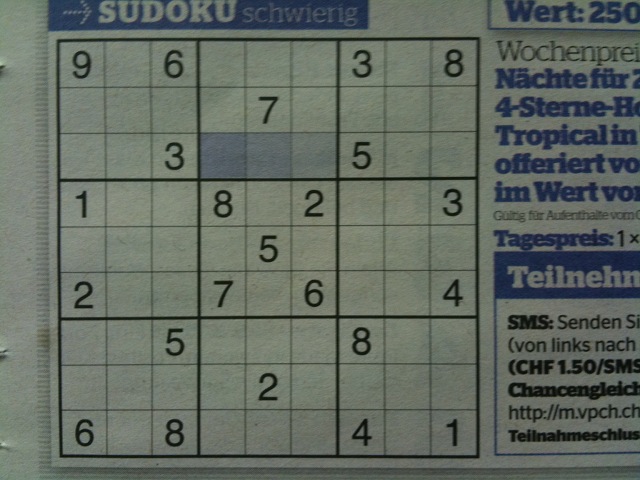 SUDOKU schwierig
9 6 3 8
7
3 5
1 8 2 3
5
2 7 6 4
5 8
2
6 8 4 1
Wert: 250
Wochenprei
Nächte für 2
4-Sterne-Ho
Tropical in
offeriert vo
im Wert von
Gültig für Aufenthalte vom
Tagespreis: 1 ×
Teilnehm
SMS: Senden Si
(von links nach
(CHF 1.50/SMS
Chancengleich
http://m.vpch.ch
Teilnahmeschlus